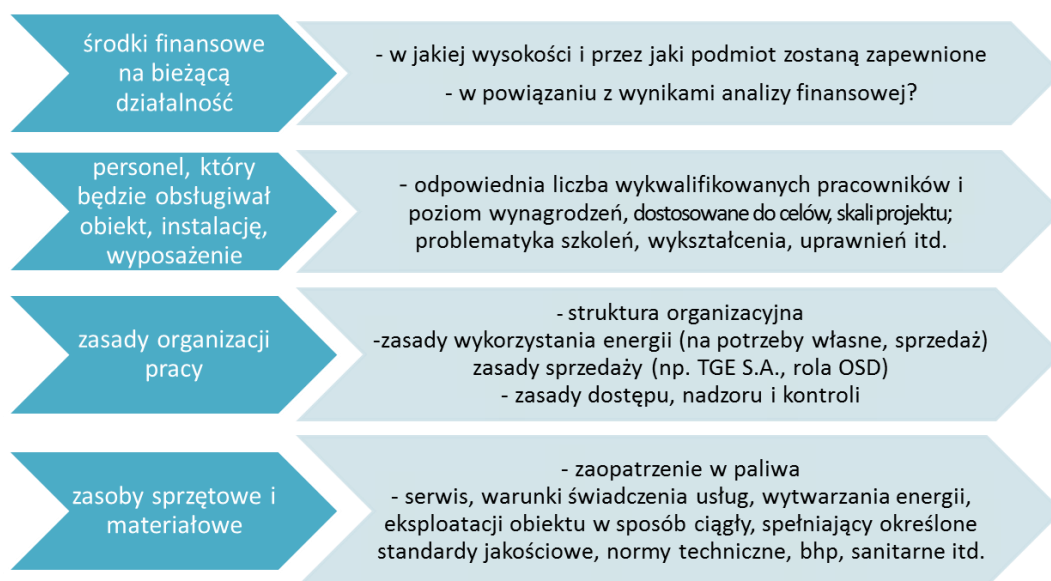 środki finansowe
na bieżącą
działalność
- w jakiej wysokości i przez jaki podmiot zostaną zapewnione
- w powiązaniu z wynikami analizy finansowej?
personel, który
będzie obsługiwał
obiekt, instalację,
wyposażenie
- odpowiednia liczba wykwalifikowanych pracowników i
poziom wynagrodzeń, dostosowane do celów, skali projektu;
problematyka szkoleń, wykształcenia, uprawnień itd.
zasady organizacji
pracy
- struktura organizacyjna
-zasady wykorzystania energii (na potrzeby własne, sprzedaż)
zasady sprzedaży (np. TGE S.A., rola OSD)
- zasady dostępu, nadzoru i kontroli
zasoby sprzętowe i
materiałowe
- zaopatrzenie w paliwa
- serwis, warunki świadczenia usług, wytwarzania energii,
eksploatacji obiektu w sposób ciągły, spełniający określone
standardy jakościowe, normy techniczne, bhp, sanitarne itd.